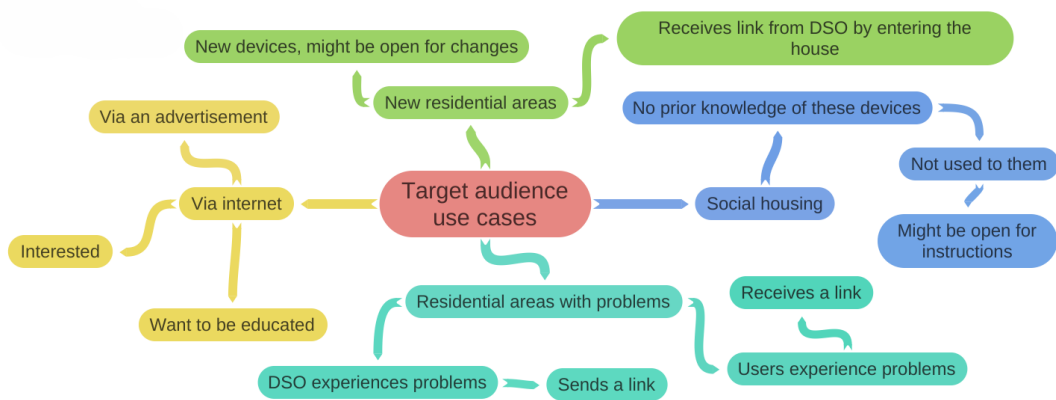 Receives link from DSO by entering the
house
New devices, might be open for changes
New residential areas
No prior knowledge of these devices
Via an advertisement
Not used to them
Target audience
use cases
Via internet
Social housing
Might be open for
instructions
Interested
Residential areas with problems
Receives a link
Want to be educated
DSO experiences problems
Sends a link
Users experience problems